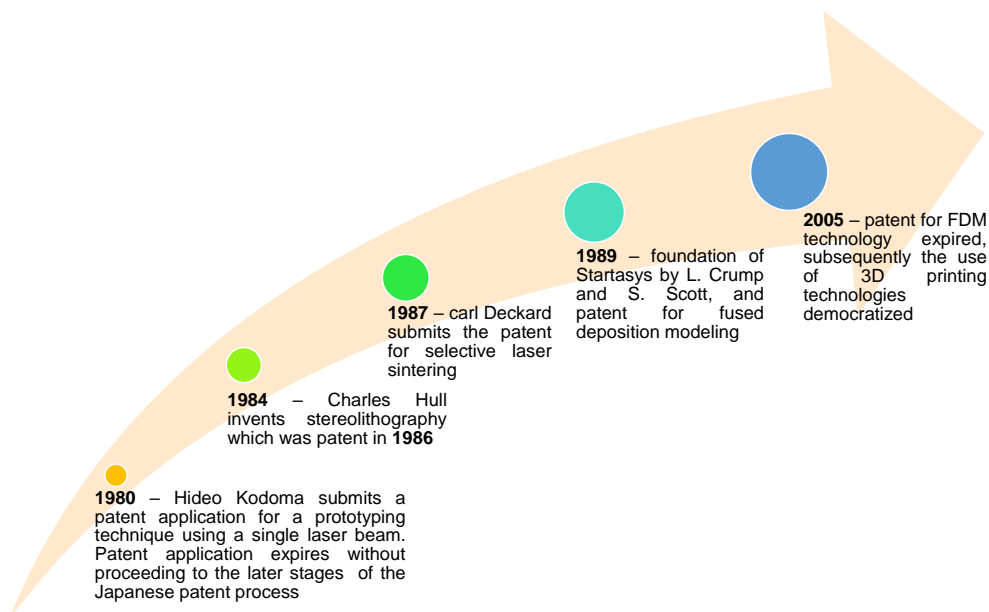 1980 – Hideo Kodoma submits a
patent application for a prototyping
technique using a single laser beam.
Patent application expires without
proceeding to the later stages of the
Japanese patent process
1984 – Charles Hull
invents stereolithography
which was patent in 1986
1987 – carl Deckard
submits the patent
for selective laser
sintering
1989 – foundation of
Startasys by L. Crump
and S. Scott, and
patent for fused
deposition modeling
2005 – patent for FDM
technology expired,
subsequently the use
of 3D printing
technologies
democratized